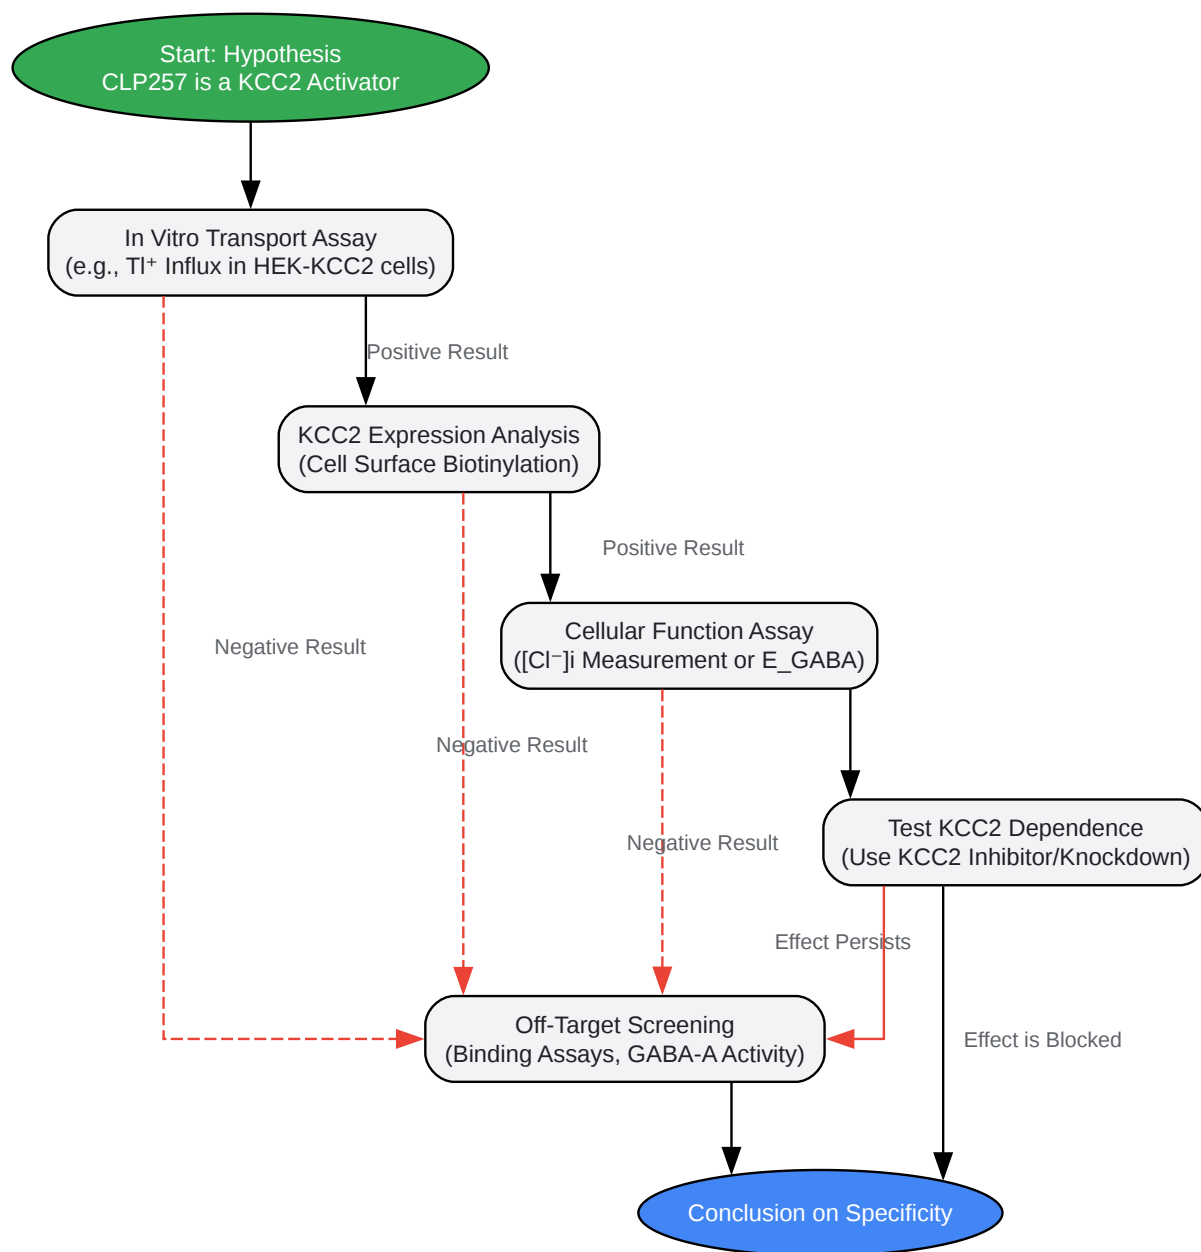 Start: Hypothesis
CLP257 is a KCC2 Activator
In Vitro Transport Assay
(e.g., Tl⁺ Influx in HEK-KCC2 cells)
Positive Result
KCC2 Expression Analysis
(Cell Surface Biotinylation)
Positive Result
Cellular Function Assay
([Cl⁻]i Measurement or E_GABA)
Negative Result
Negative Result
Negative Result
Test KCC2 Dependence
(Use KCC2 Inhibitor/Knockdown)
Effect Persists
Off-Target Screening
(Binding Assays, GABA-A Activity)
Effect is Blocked
Conclusion on Specificity